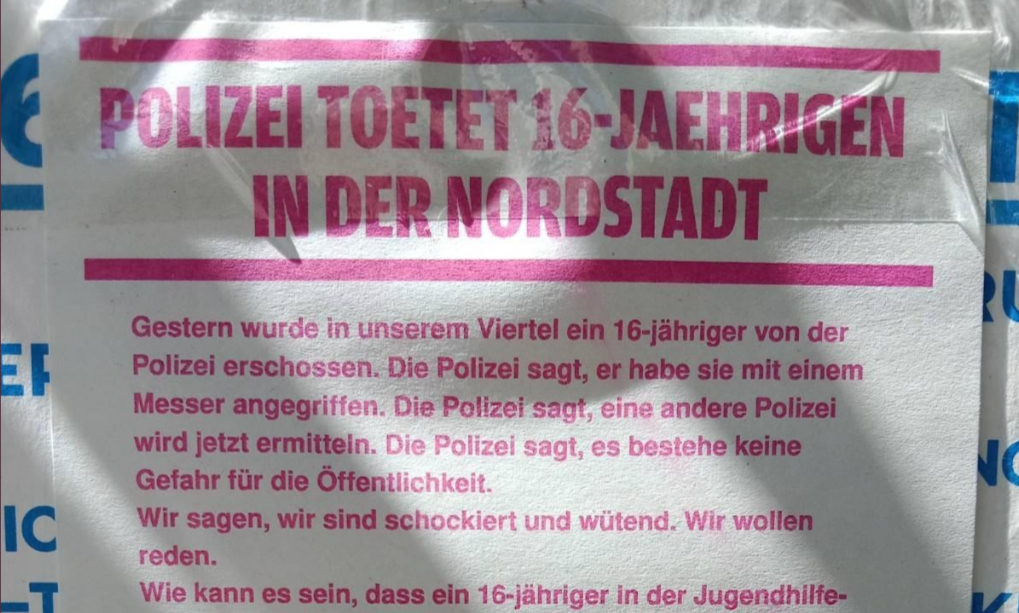 POLIZEI TOETET 16-JAEHRIGEN
IN DER NORDSTADT
Gestern wurde in unserem Viertel ein 16-jähriger von der
Polizei erschossen. Die Polizei sagt, er habe sie mit einem
Messer angegriffen. Die Polizei sagt, eine andere Polizei
wird jetzt ermitteln. Die Polizei sagt, es bestehe keine
Gefahr für die Öffentlichkeit.
Wir sagen, wir sind schockiert und wütend. Wir wollen
reden.
Wie kann es sein, dass ein 16-jähriger in der Jugendhilfe-